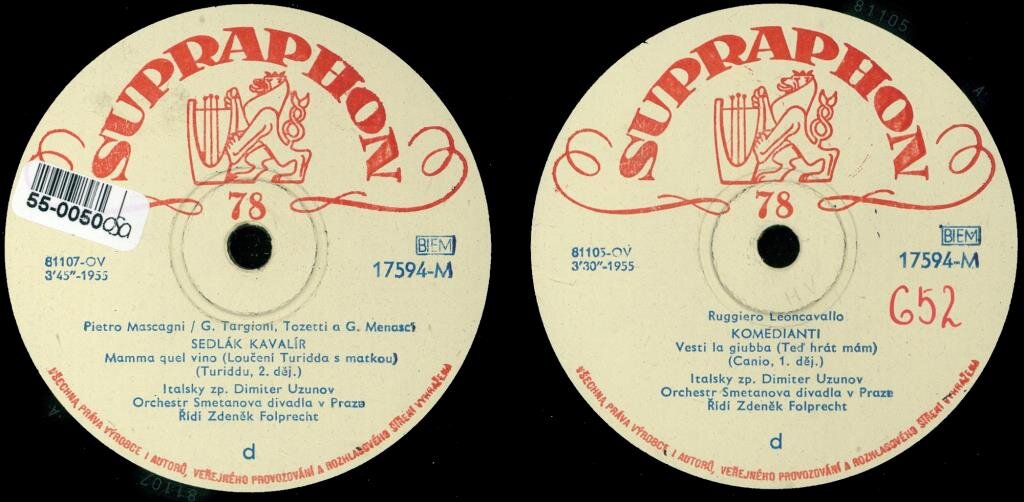 SUPRAPHON
78
55-0050
BIEM
81107-OV
3'45"-1955
17594-M
Pietro Mascagni / G. Targioni, Tozetti a G. Menasci
SEDLÁK KAVALÍR
Mamma quel vino (Loučení Turidda s matkou)
(Turiddu, 2. děj.)
Italsky zp. Dimiter Uzunov
Orchestr Smetanova divadla v Praze
Řídí Zdeněk Folprecht
d
VŠECHNA PRÁVA VÝROBCE I AUTORŮ, VEŘEJNÉHO PROVOZOVÁNÍ A ROZHLASOVÉHO ŠÍŘENÍ VYHRAŽENA
81107
81105
SUPRAPHON
78
BIEM
81105-OV
3'30"-1955
17594-M
652
Ruggiero Leoncavallo
KOMEDIANTI
Vesti la giubba (Teď hrát mám)
(Canio, 1. děj.)
Italsky zp. Dimiter Uzunov
Orchestr Smetanova divadla v Praze
Řídí Zdeněk Folprecht
d
VŠECHNA PRÁVA VÝROBCE I AUTORŮ, VEŘEJNÉHO PROVOZOVÁNÍ A ROZHLASOVÉHO ŠÍŘENÍ VYHRAŽENA